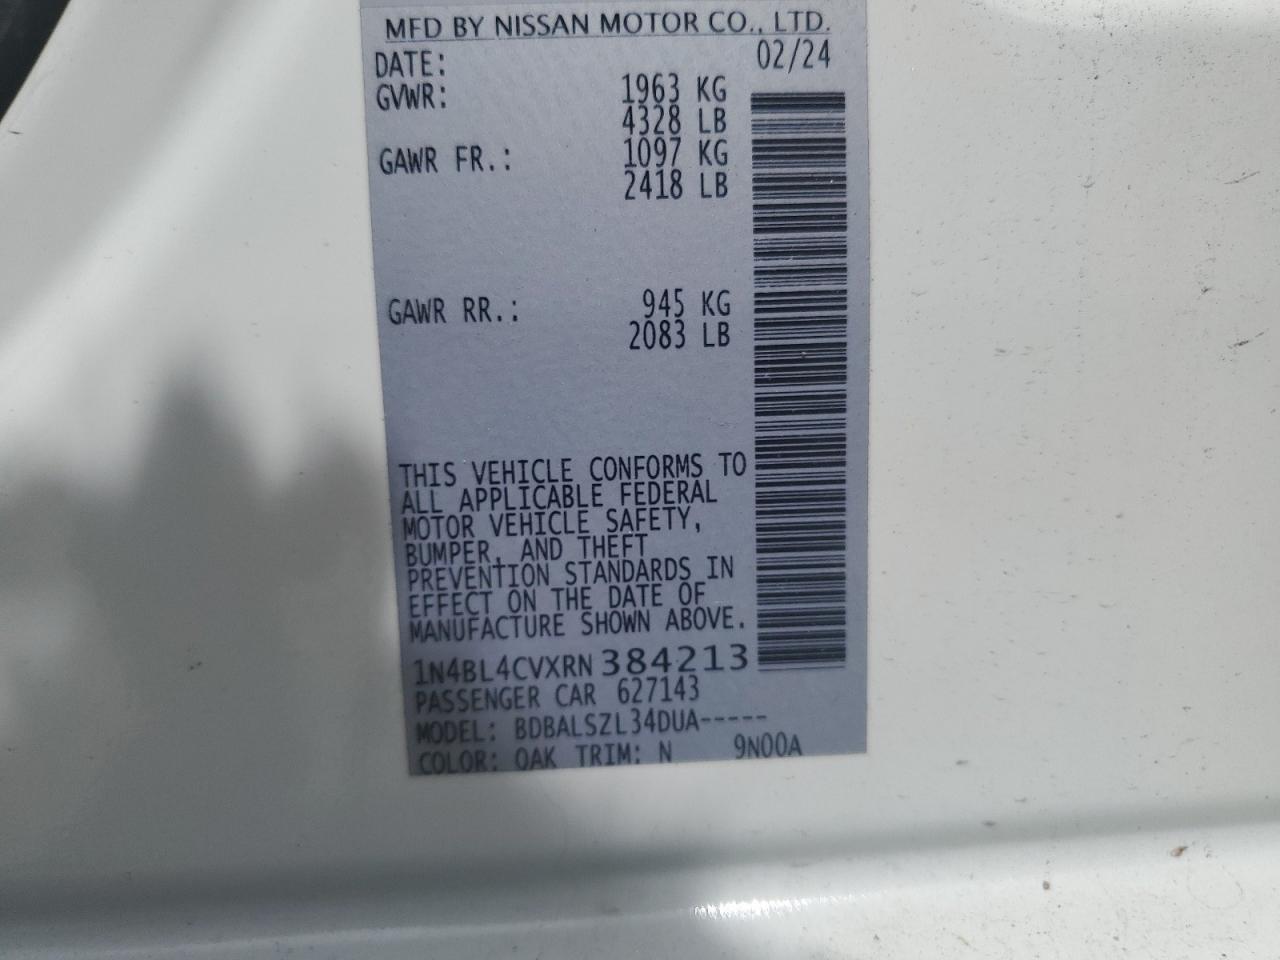 MFD BY NISSAN MOTOR CO., LTD.
DATE: 02/24
GVWR: 1963 KG
4328 LB
GAWR FR.: 1097 KG
2418 LB
GAWR RR.: 945 KG
2083 LB
THIS VEHICLE CONFORMS TO
ALL APPLICABLE FEDERAL
MOTOR VEHICLE SAFETY,
BUMPER, AND THEFT
PREVENTION STANDARDS IN
EFFECT ON THE DATE OF
MANUFACTURE SHOWN ABOVE.
1N4BL4CVXRN384213
PASSENGER CAR 627143
MODEL: BDBALSZL34DUA-----
COLOR: QAK TRIM: N 9N00A